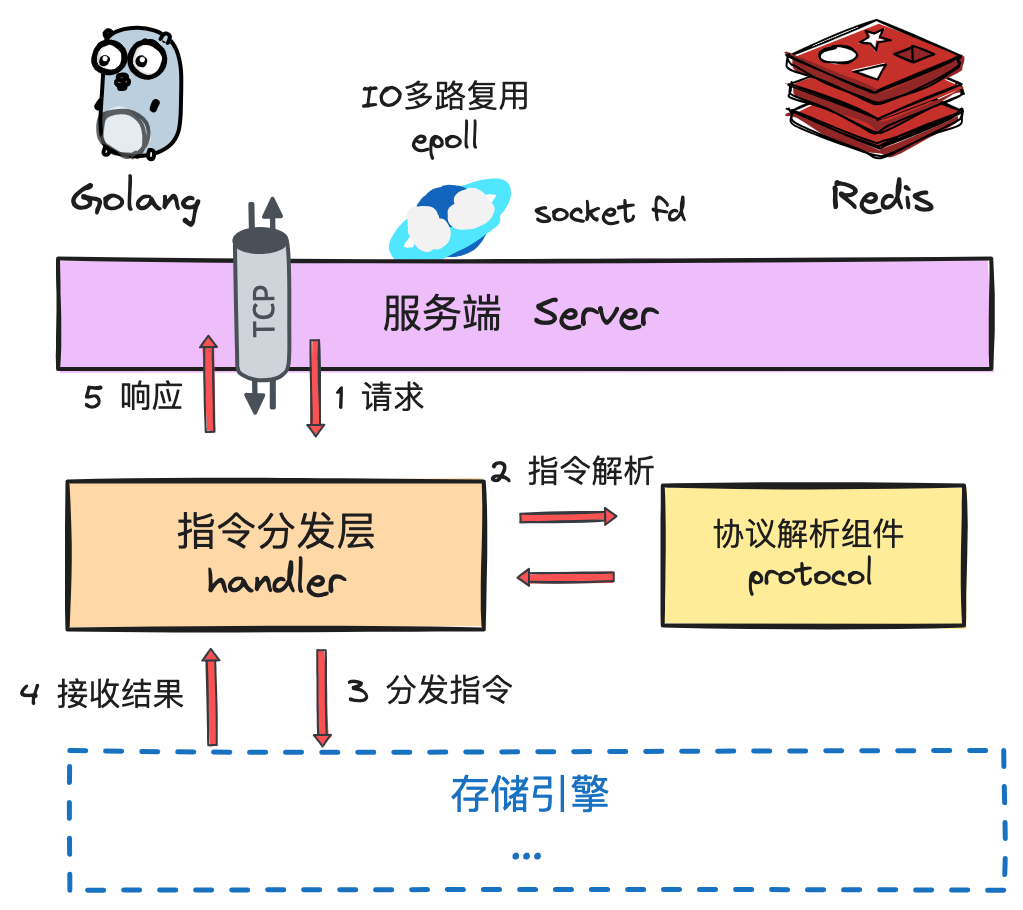 IO多路复用
epoll
Golang
socket fd
Redis
TCP
服务端 Server
5 响应
1 请求
2 指令解析
指令分发层
handler
协议解析组件
protocol
4 接收结果
3 分发指令
存储引擎
...